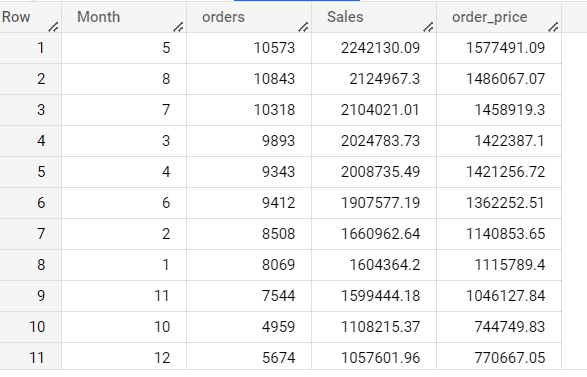 Row Month orders Sales order_price
1 5 10573 2242130.09 1577491.09
2 8 10843 2124967.3 1486067.07
3 7 10318 2104021.01 1458919.3
4 3 9893 2024783.73 1422387.1
5 4 9343 2008735.49 1421256.72
6 6 9412 1907577.19 1362252.51
7 2 8508 1660962.64 1140853.65
8 1 8069 1604364.2 1115789.4
9 11 7544 1599444.18 1046127.84
10 10 4959 1108215.37 744749.83
11 12 5674 1057601.96 770667.05